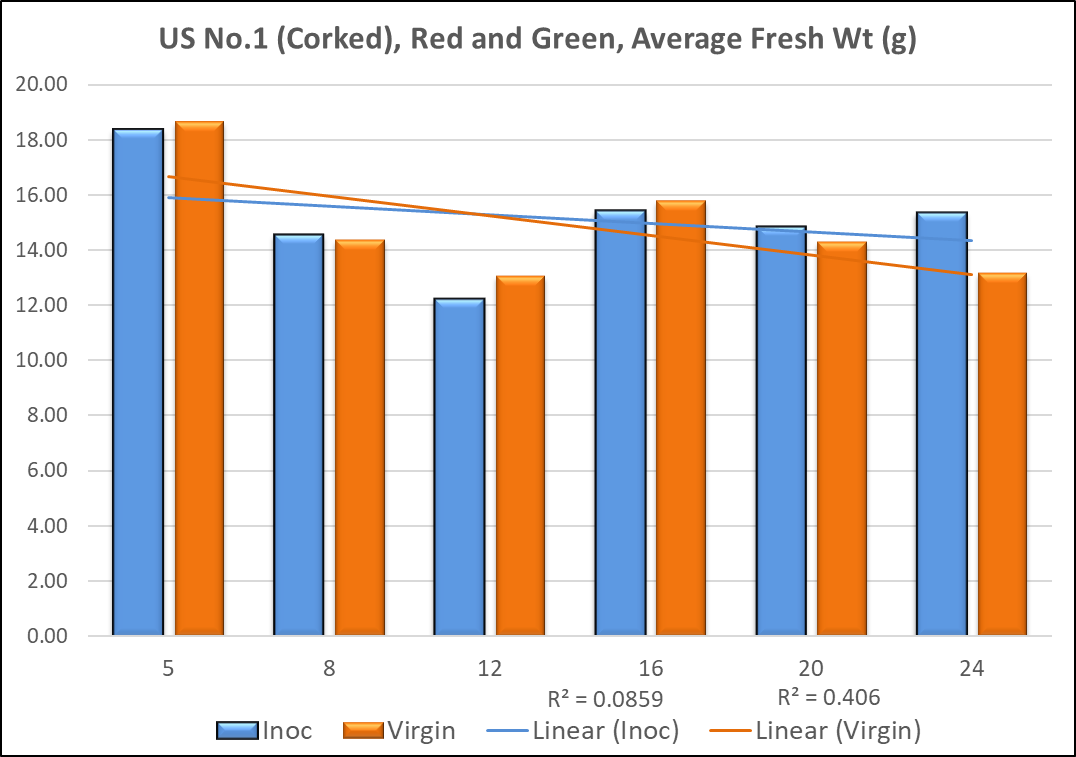 US No.1 (Corked), Red and Green, Average Fresh Wt (g)
20.00
18.00
16.00
14.00
12.00
10.00
8.00
6.00
4.00
2.00
0.00
5 8 12 16 20 24
R² = 0.0859 R² = 0.406
Inoc Virgin Linear (Inoc) Linear (Virgin)